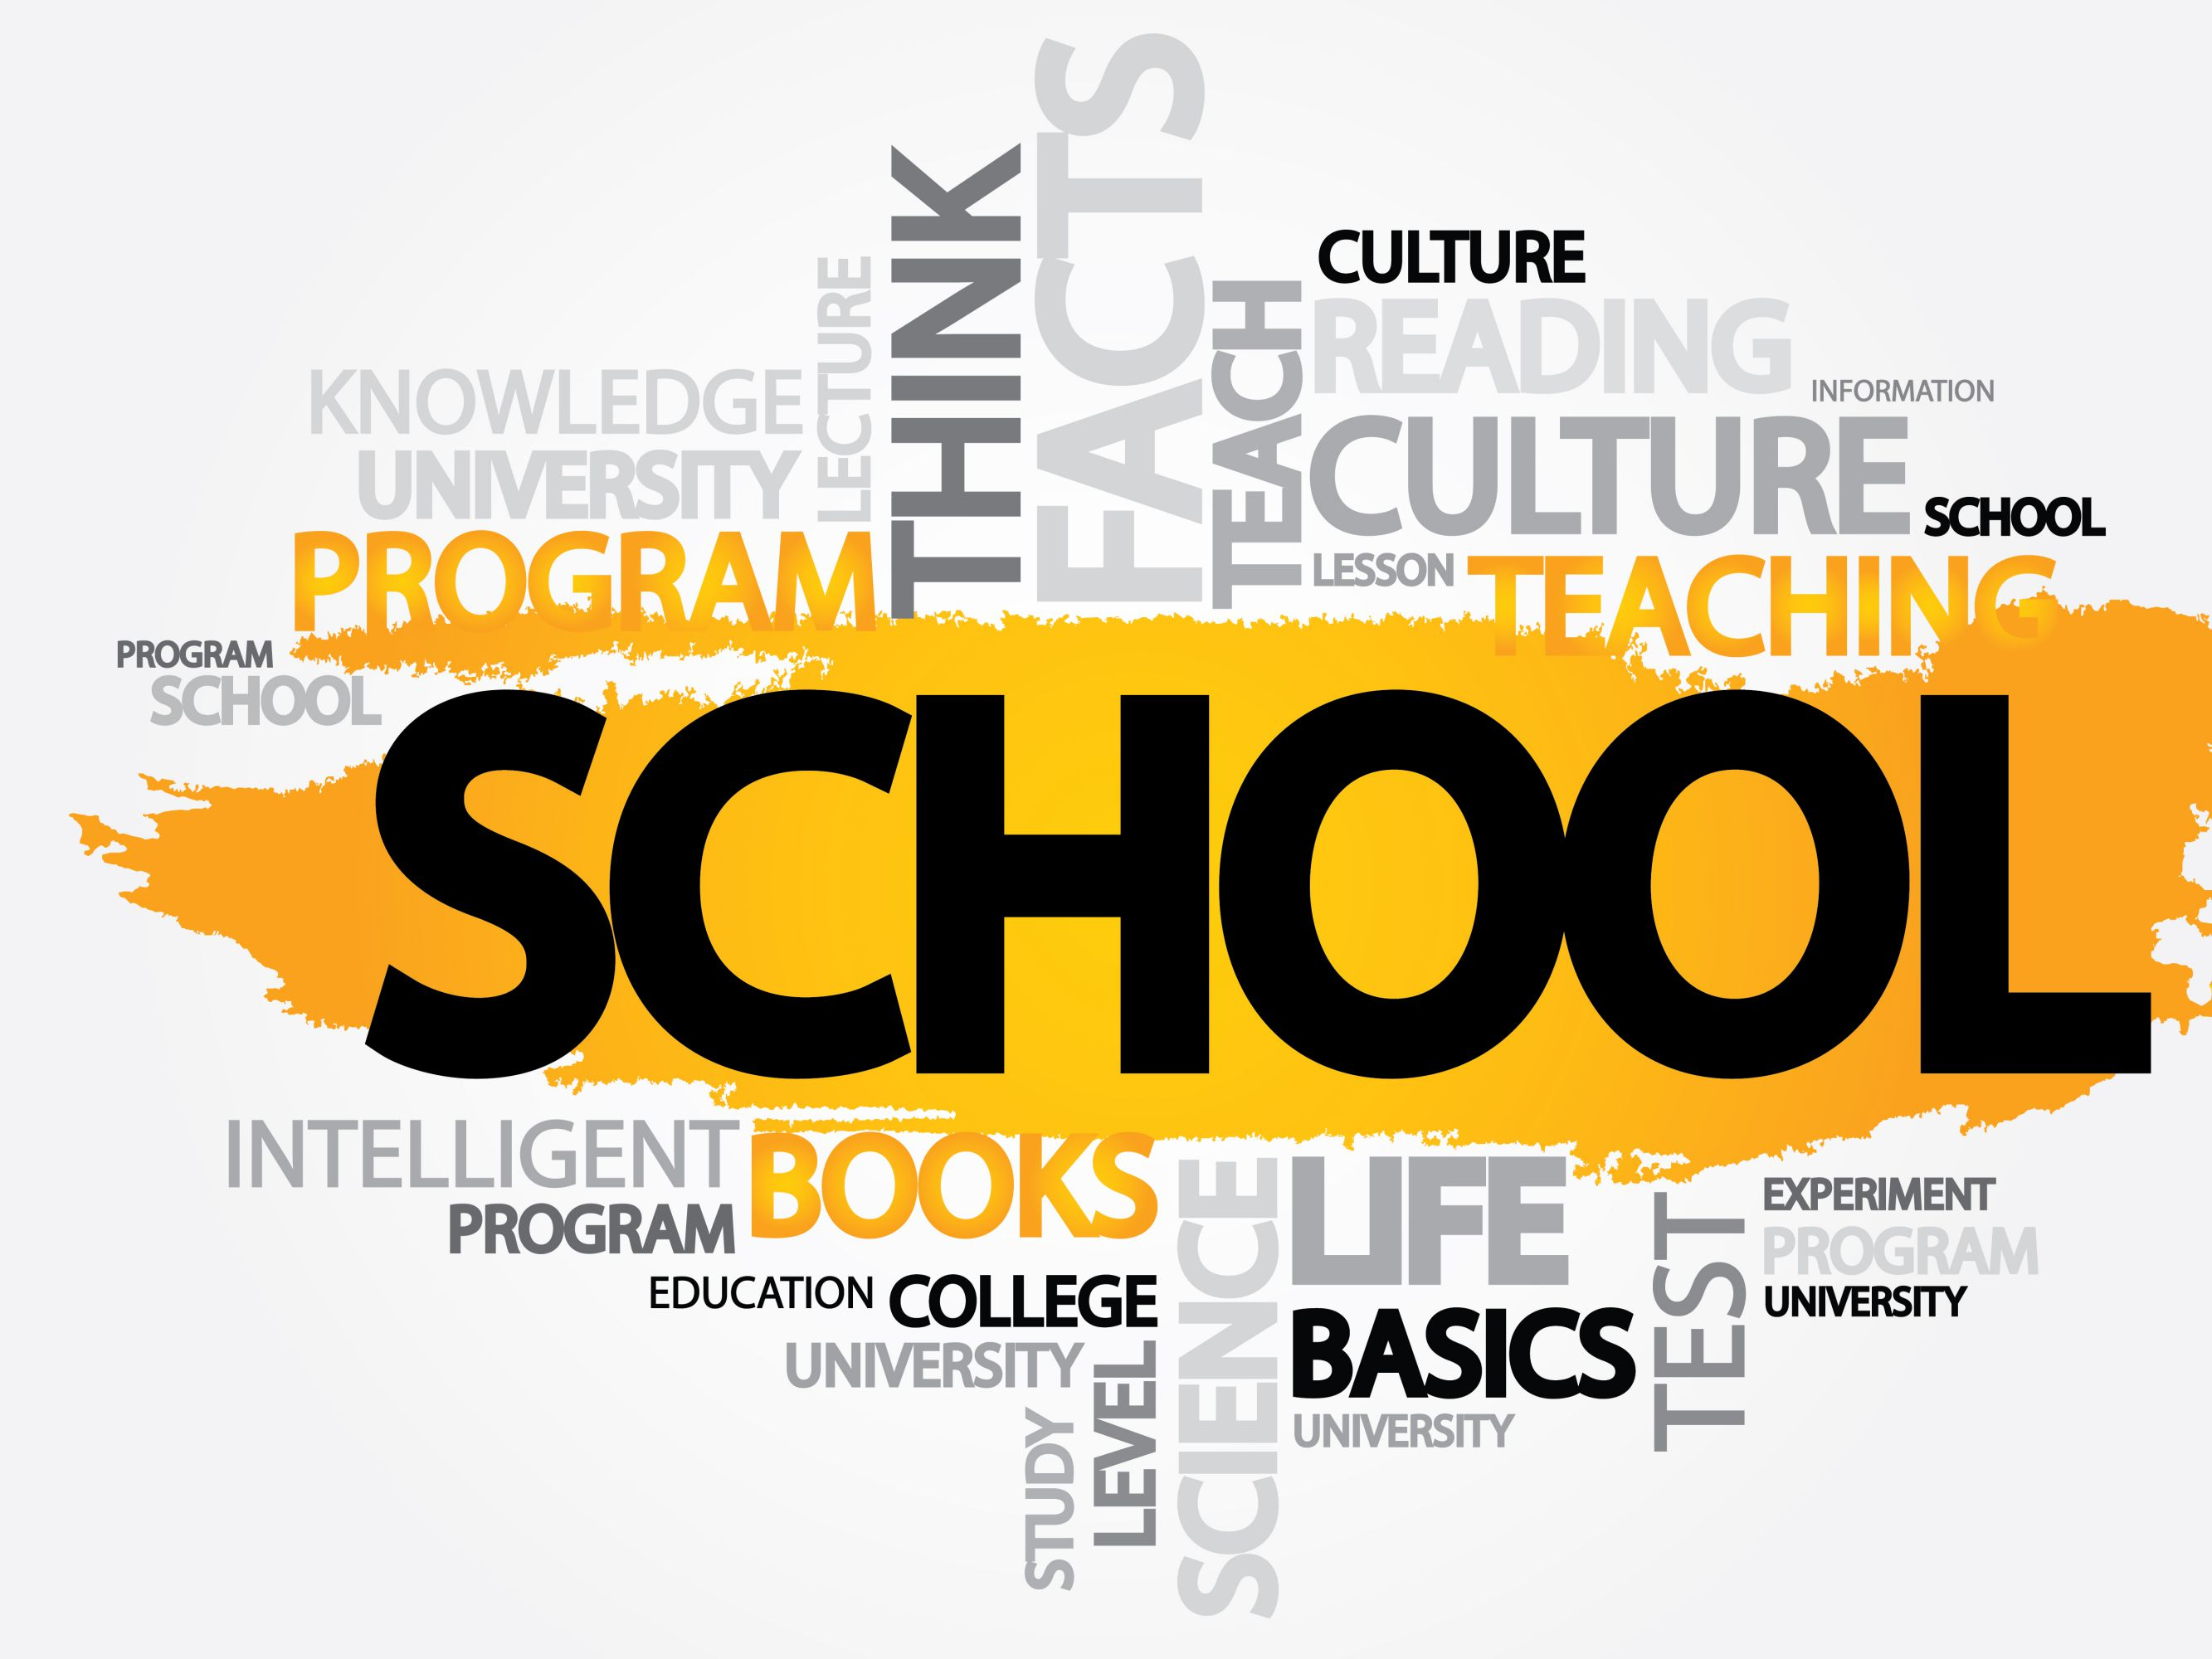 FACTS
THINK
CULTURE
LECTURE
TEACH
READING
KNOWLEDGE
INFORMATION
UNIVERSITY
CULTURE
SCHOOL
PROGRAM
LESSON
TEACHING
PROGRAM
SCHOOL
SCHOOL
INTELLIGENT
BOOKS
SCIENCE
LIFE
TEST
EXPERIMENT
PROGRAM
PROGRAM
EDUCATION
COLLEGE
BASICS
UNIVERSITY
UNIVERSITY
LEVEL
STUDY
UNIVERSITY